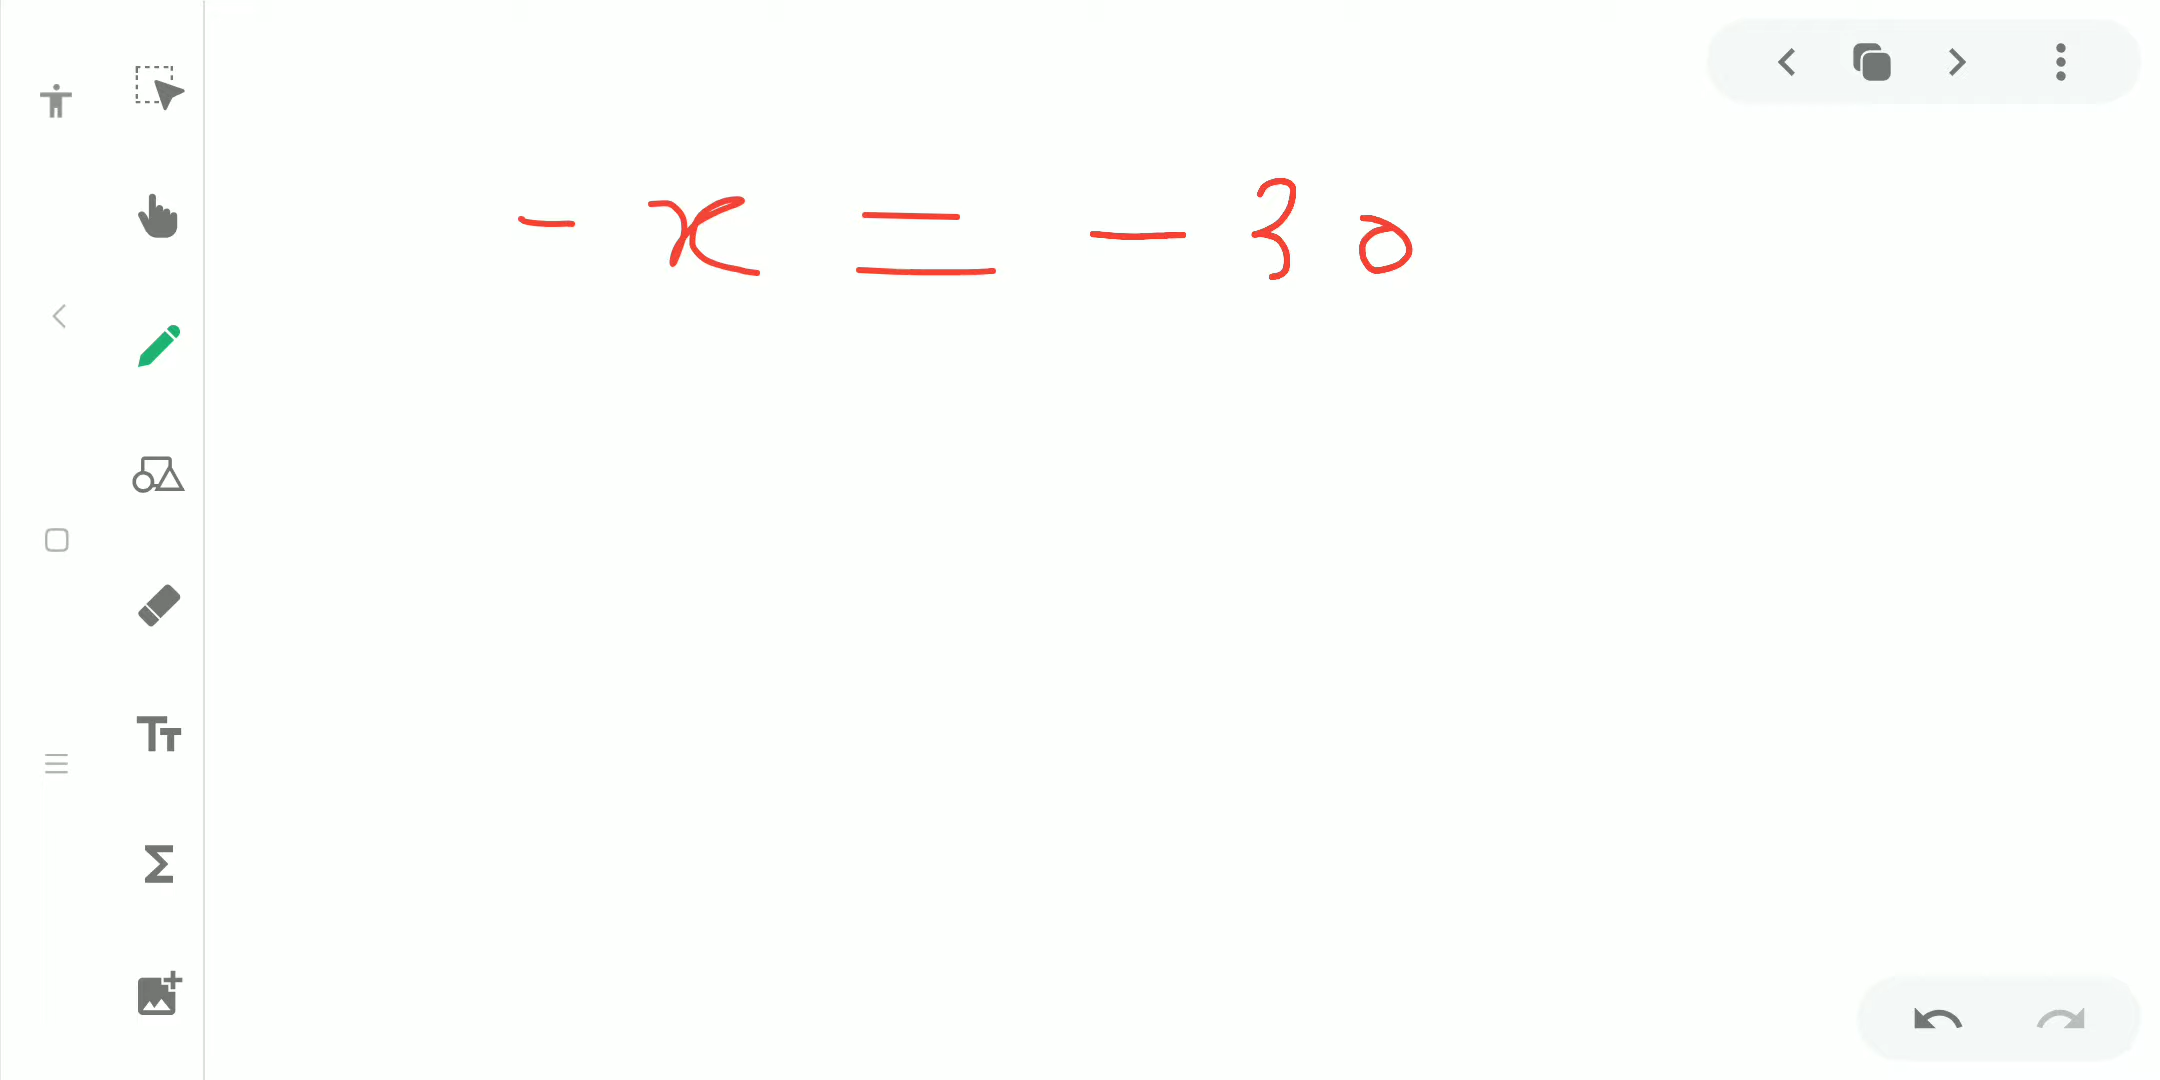 - x = - 30